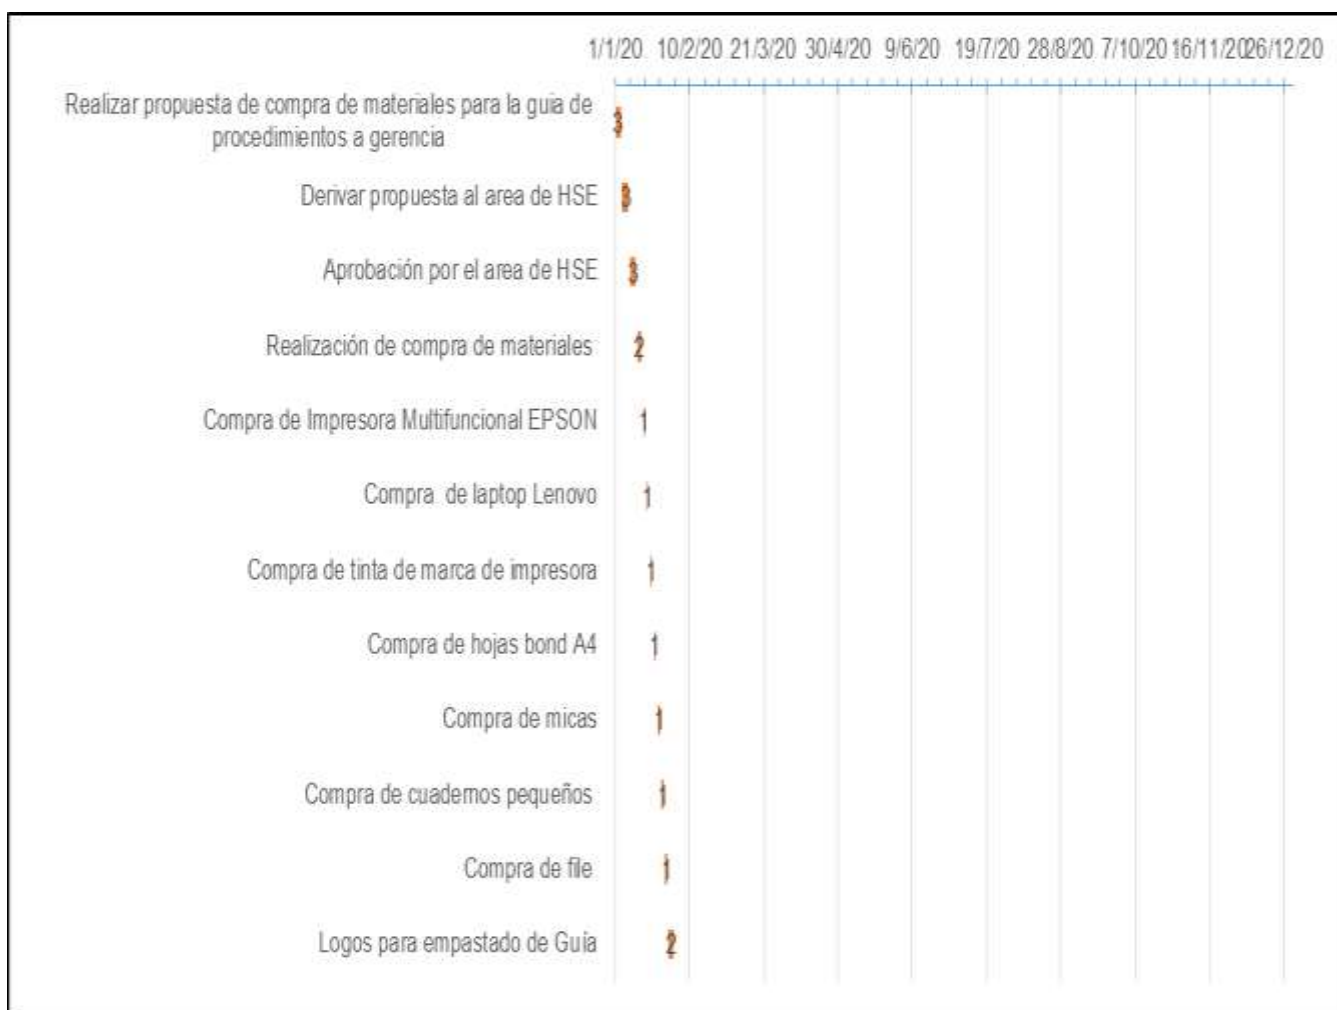 1/1/20 10/2/20 21/3/20 30/4/20 9/6/20 19/7/20 28/8/20 7/10/20 16/11/20 26/12/20
Realizar propuesta de compra de materiales para la guia de
procedimientos a gerencia
3
Derivar propuesta al area de HSE
3
Aprobación por el area de HSE
3
Realización de compra de materiales
2
Compra de Impresora Multifuncional EPSON
1
Compra de laptop Lenovo
1
Compra de tinta de marca de impresora
1
Compra de hojas bond A4
1
Compra de micas
1
Compra de cuadernos pequeños
1
Compra de file
1
Logos para empastado de Guía
2